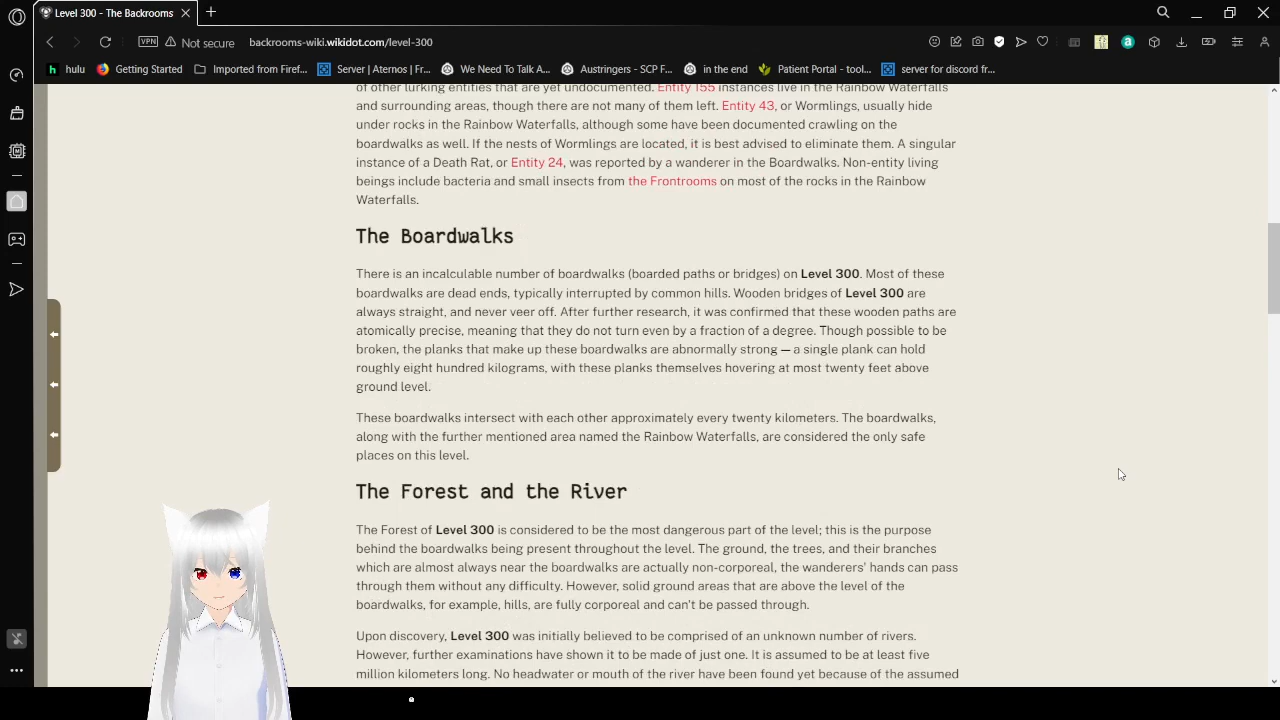 Level 300 - The Backrooms
VPN Not secure backrooms-wiki.wikidot.com/level-300
hulu Getting Started Imported from Firef... Server | Aternos | Fr... We Need To Talk A... Austringers - SCP F... in the end Patient Portal - tool... server for discord fr...
of other lurking entities that are yet undocumented. Entity 155 instances live in the Rainbow Waterfalls
and surrounding areas, though there are not many of them left. Entity 43, or Wormlings, usually hide
under rocks in the Rainbow Waterfalls, although some have been documented crawling on the
boardwalks as well. If the nests of Wormlings are located, it is best advised to eliminate them. A singular
instance of a Death Rat, or Entity 24, was reported by a wanderer in the Boardwalks. Non-entity living
beings include bacteria and small insects from the Frontrooms on most of the rocks in the Rainbow
Waterfalls.
The Boardwalks
There is an incalculable number of boardwalks (boarded paths or bridges) on Level 300. Most of these
boardwalks are dead ends, typically interrupted by common hills. Wooden bridges of Level 300 are
always straight, and never veer off. After further research, it was confirmed that these wooden paths are
atomically precise, meaning that they do not turn even by a fraction of a degree. Though possible to be
broken, the planks that make up these boardwalks are abnormally strong — a single plank can hold
roughly eight hundred kilograms, with these planks themselves hovering at most twenty feet above
ground level.
These boardwalks intersect with each other approximately every twenty kilometers. The boardwalks,
along with the further mentioned area named the Rainbow Waterfalls, are considered the only safe
places on this level.
The Forest and the River
The Forest of Level 300 is considered to be the most dangerous part of the level; this is the purpose
behind the boardwalks being present throughout the level. The ground, the trees, and their branches
which are almost always near the boardwalks are actually non-corporeal, the wanderers' hands can pass
through them without any difficulty. However, solid ground areas that are above the level of the
boardwalks, for example, hills, are fully corporeal and can't be passed through.
Upon discovery, Level 300 was initially believed to be comprised of an unknown number of rivers.
However, further examinations have shown it to be made of just one. It is assumed to be at least five
million kilometers long. No headwater or mouth of the river have been found yet because of the assumed